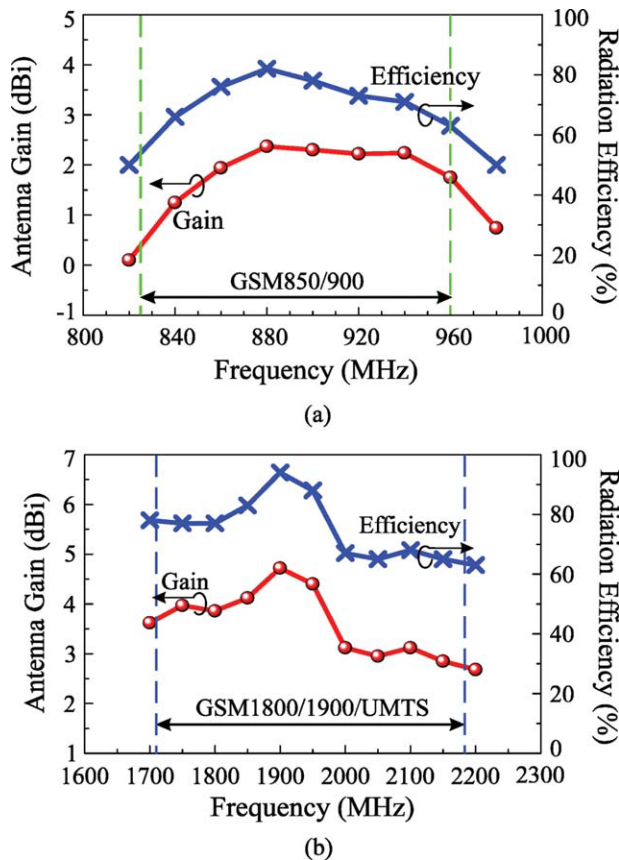 5
4
3
2
1
0
-1
Antenna Gain (dBi)
100
80
60
40
20
0
Radiation Efficiency (%)
Efficiency
Gain
GSM850/900
800 840 880 920 960 1000
Frequency (MHz)
(a)
7
6
5
4
3
2
1
Antenna Gain (dBi)
100
80
60
40
20
0
Radiation Efficiency (%)
Efficiency
Gain
GSM1800/1900/UMTS
1600 1700 1800 1900 2000 2100 2200 2300
Frequency (MHz)
(b)